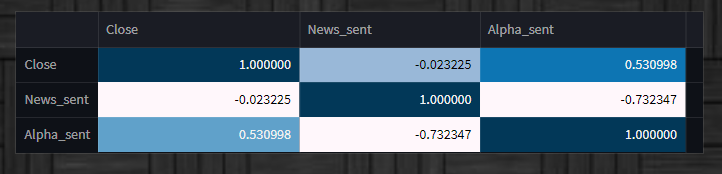 Close News_sent Alpha_sent
Close 1.000000 -0.023225 0.530998
News_sent -0.023225 1.000000 -0.732347
Alpha_sent 0.530998 -0.732347 1.000000